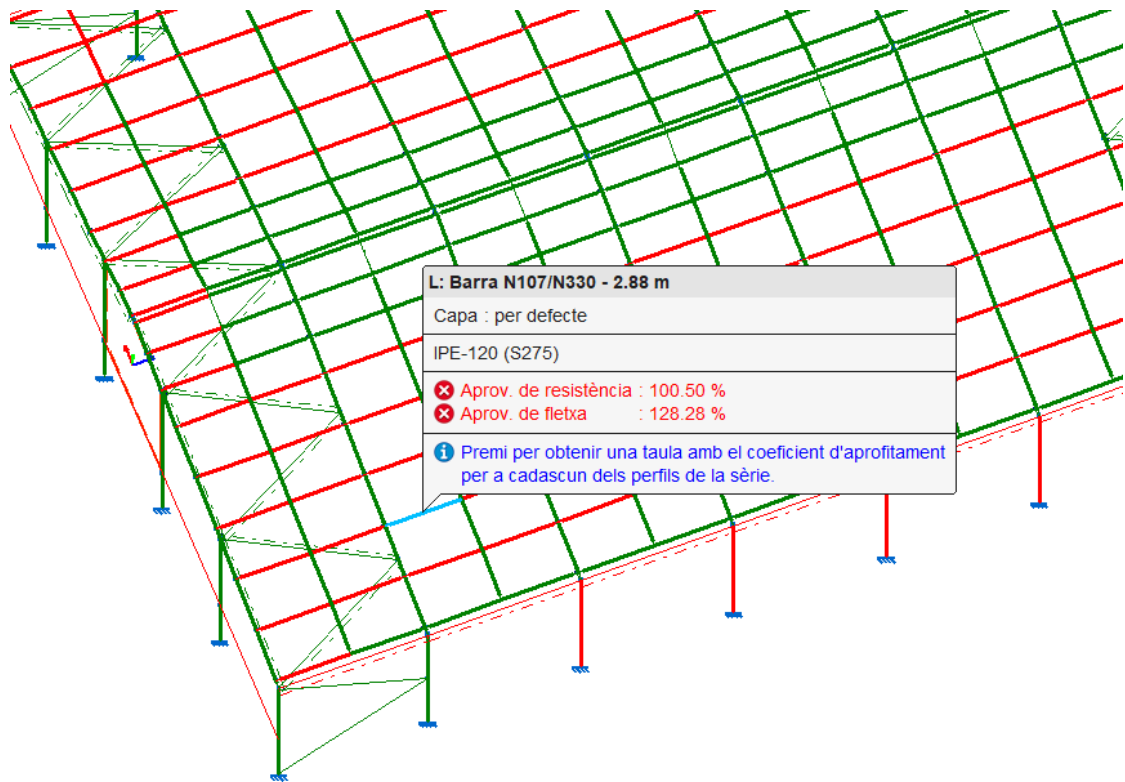 L: Barra N107/N330 - 2.88 m
Capa : per defecte
IPE-120 (S275)
Aprov. de resistència : 100.50 %
Aprov. de fletxa : 128.28 %
Premi per obtenir una taula amb el coeficient d'aprofitament
per a cadascun dels perfils de la sèrie.